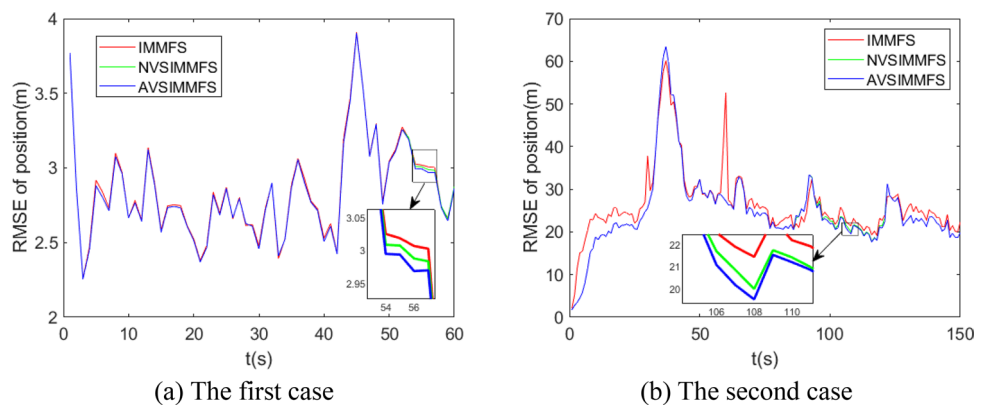 4
3.5
3
2.5
2
RMSE of position(m)
IMMFS
NVSIMMFS
AVSIMMFS
3.05
3
2.95
54 56
0 10 20 30 40 50 60
t(s)
(a) The first case
70
60
50
40
30
20
10
0
RMSE of position(m)
IMMFS
NVSIMMFS
AVSIMMFS
22
21
20
106 108 110
0 50 100 150
t(s)
(b) The second case